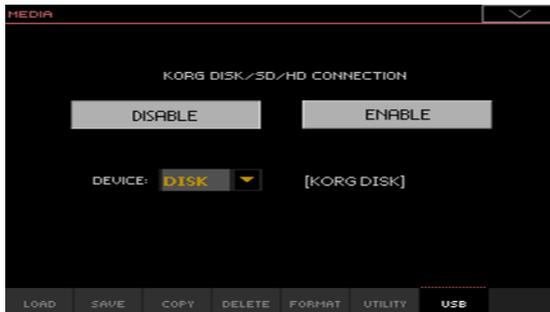 MEDIA
KORG DISK/SD/HD CONNECTION
DISABLE ENABLE
DEVICE: DISK [KORG DISK]
LOAD SAVE COPY DELETE FORMAT UTILITY USB